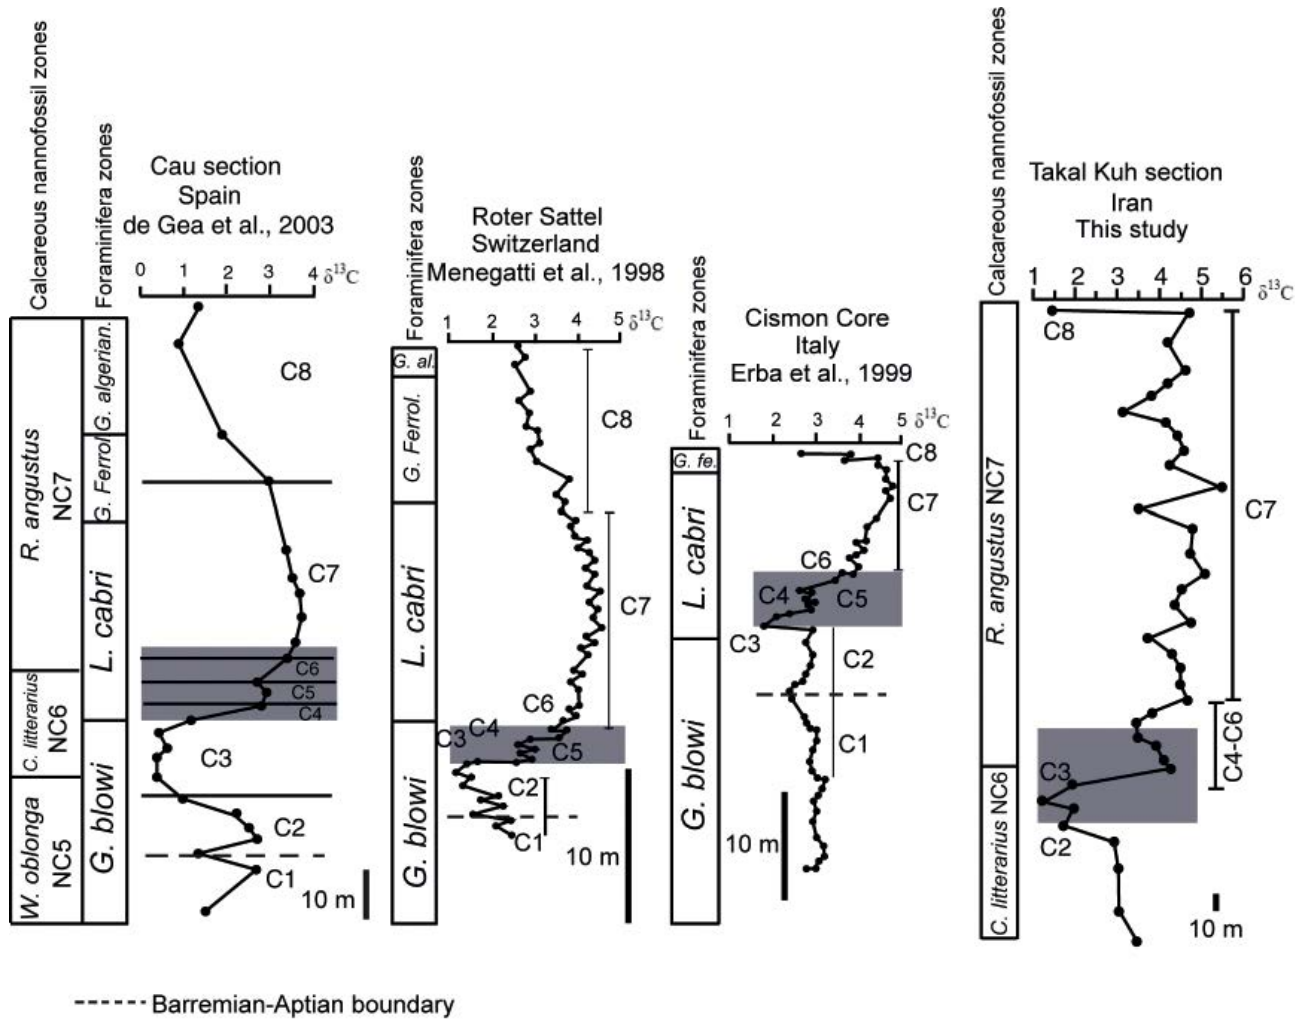 Calcareous nannofossil zones
Foraminifera zones
Cau section
Spain
de Gea et al., 2003
0 1 2 3 4 δ¹³C
R. angustus
NC7
C. litterarius
NC6
W. oblonga
NC5
G. algerian.
G. Ferrol
L. cabri
G. blowi
C8
C7
C6
C5
C4
C3
C2
C1
10 m
Foraminifera zones
Roter Sattel
Switzerland
Menegatti et al., 1998
1 2 3 4 5 δ¹³C
G. al.
G. Ferrol.
L. cabri
G. blowi
C8
C7
C6
C4
C3
C5
C2
C1
10 m
Foraminifera zones
Cismon Core
Italy
Erba et al., 1999
1 2 3 4 5 δ¹³C
G. fe.
L. cabri
G. blowi
C8
C7
C6
C4 C5
C3
C2
C1
10 m
Calcareous nannofossil zones
Takal Kuh section
Iran
This study
1 2 3 4 5 6 δ¹³C
R. angustus NC7
C. litterarius NC6
C8
C7
C4-C6
C3
C2
10 m
Barremian-Aptian boundary